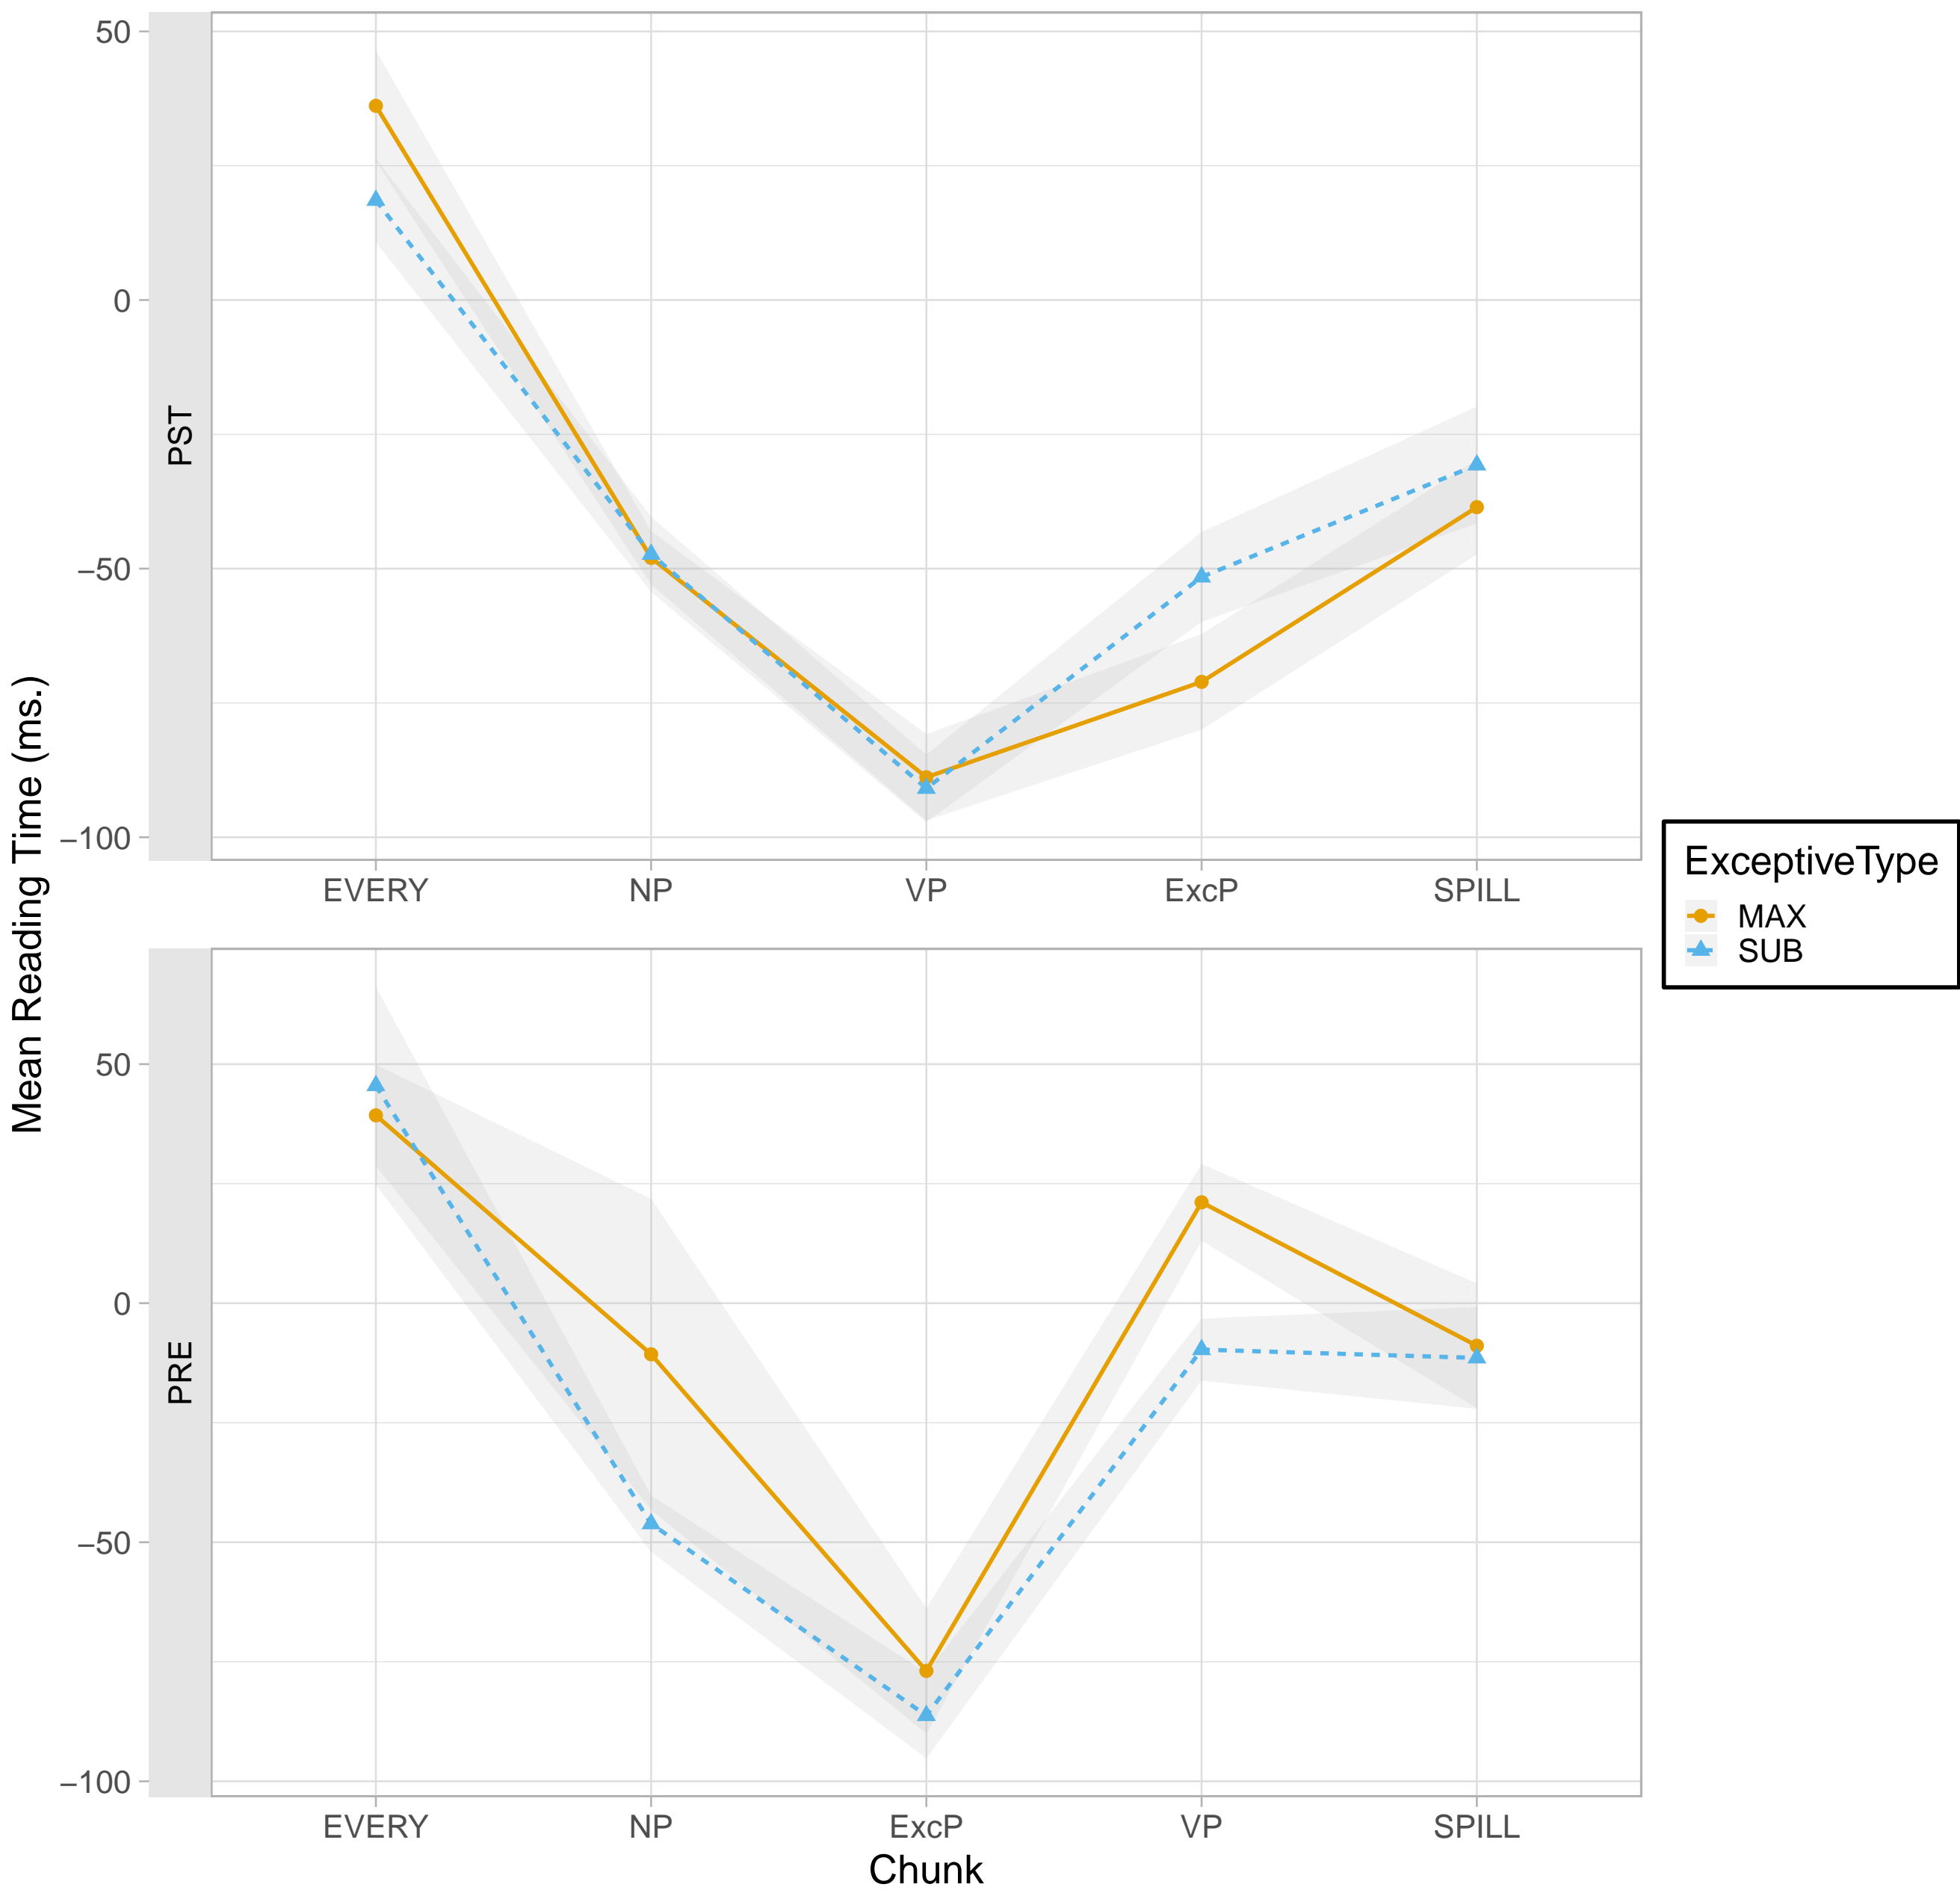 Mean Reading Time (ms.)
PST
50
0
−50
−100
EVERY NP VP ExcP SPILL
ExceptiveType
MAX
SUB
PRE
50
0
−50
−100
EVERY NP ExcP VP SPILL
Chunk